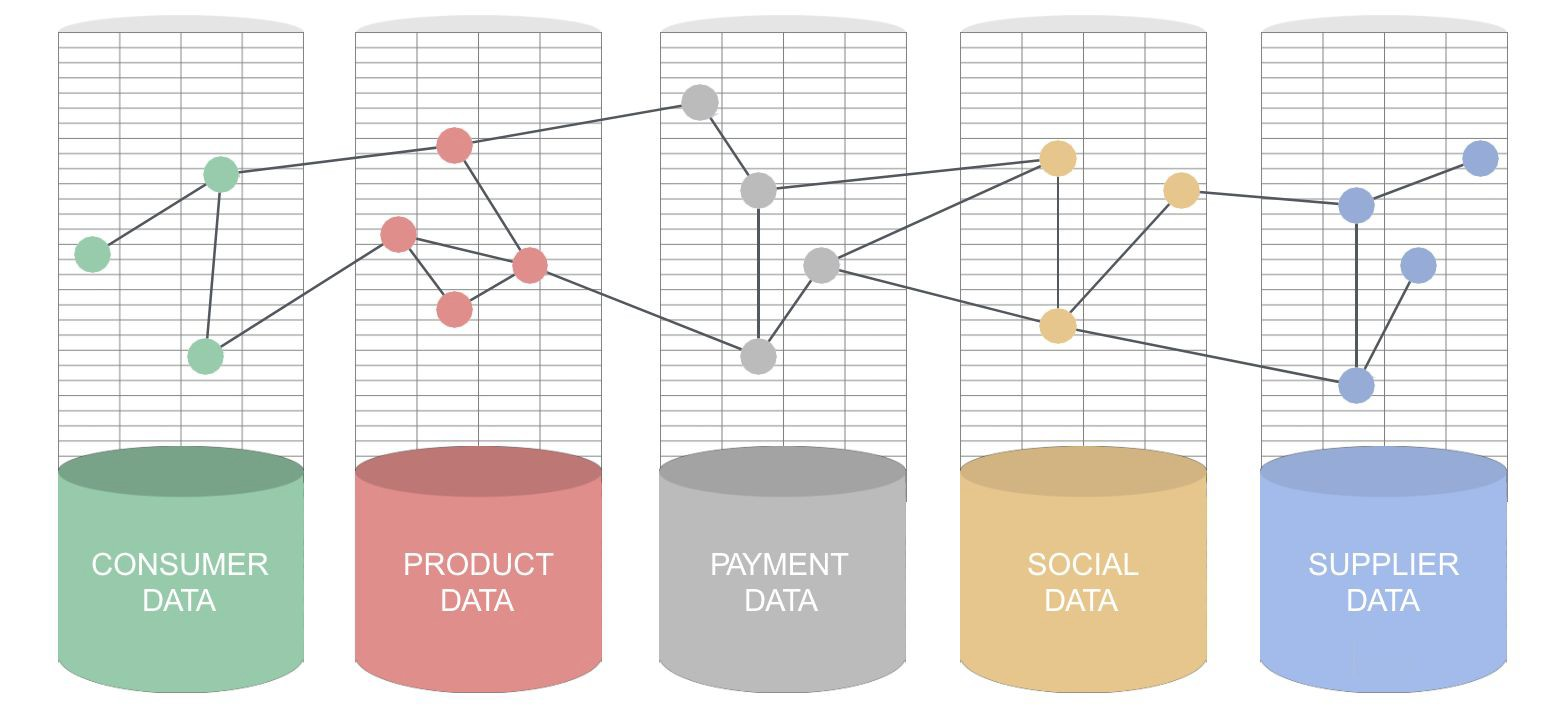 CONSUMER
DATA
PRODUCT
DATA
PAYMENT
DATA
SOCIAL
DATA
SUPPLIER
DATA